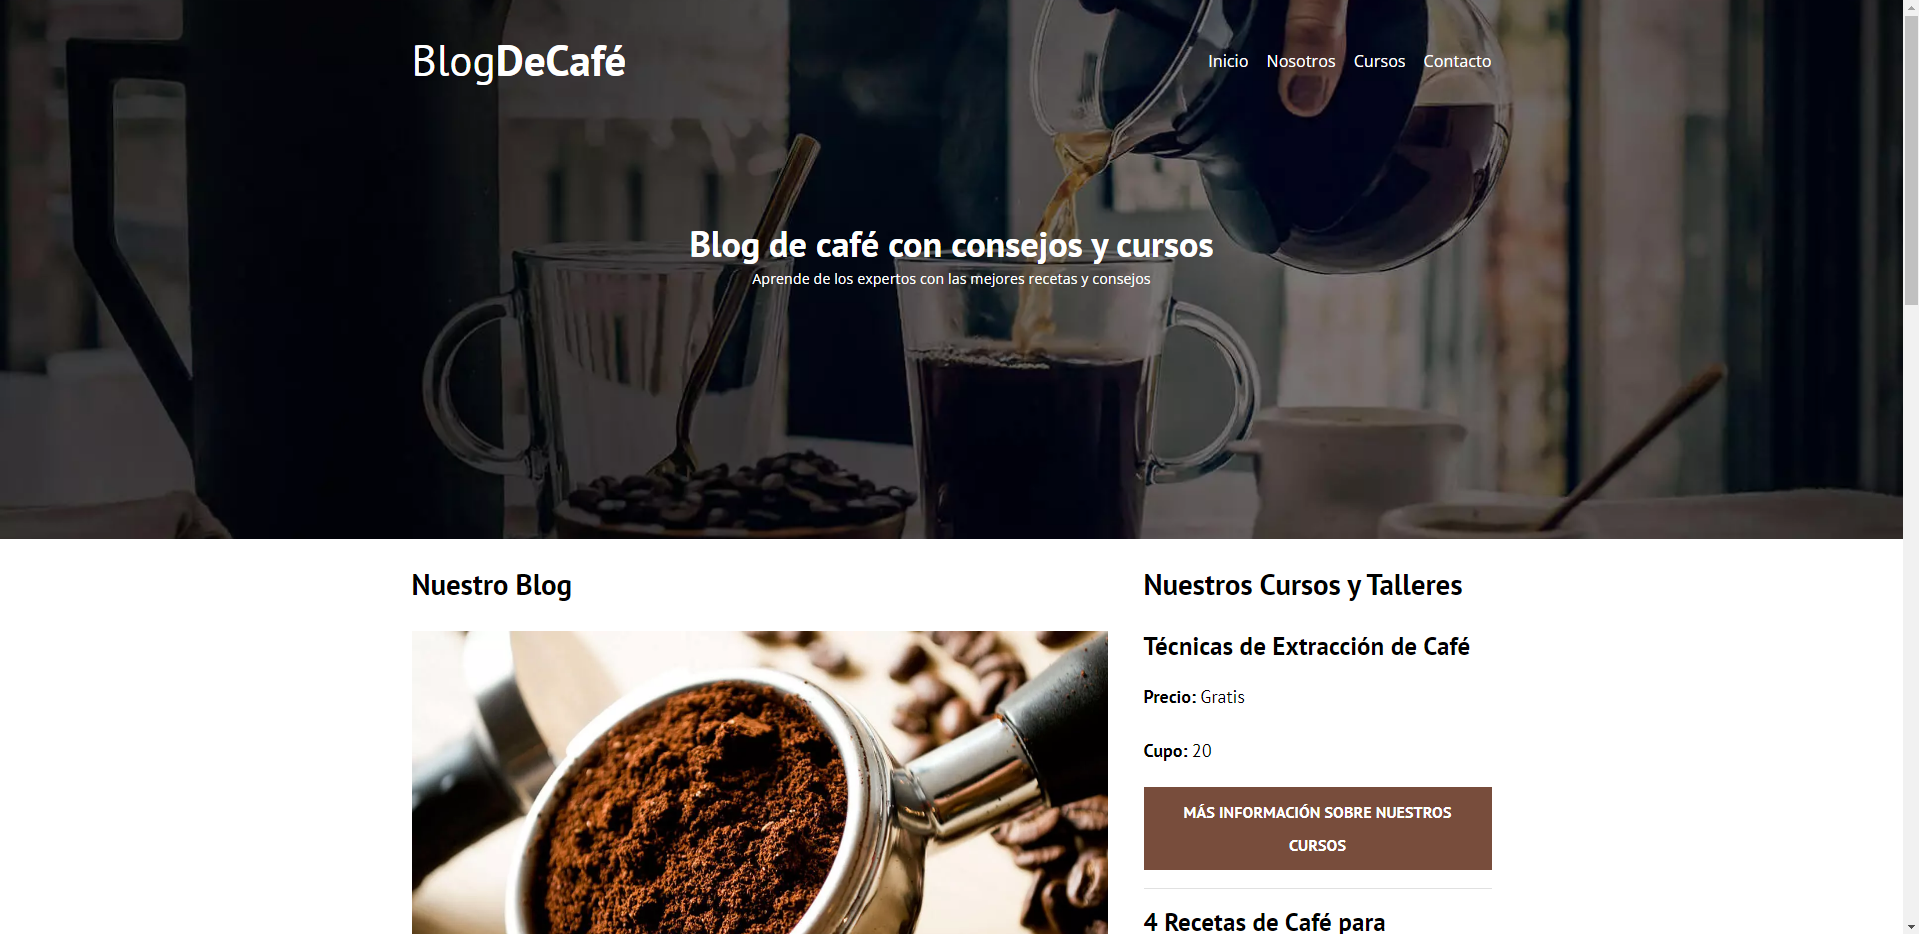 BlogDeCafé
Inicio Nosotros Cursos Contacto
Blog de café con consejos y cursos
Aprende de los expertos con las mejores recetas y consejos
Nuestro Blog
Nuestros Cursos y Talleres
Técnicas de Extracción de Café
Precio: Gratis
Cupo: 20
MÁS INFORMACIÓN SOBRE NUESTROS
CURSOS
4 Recetas de Café para